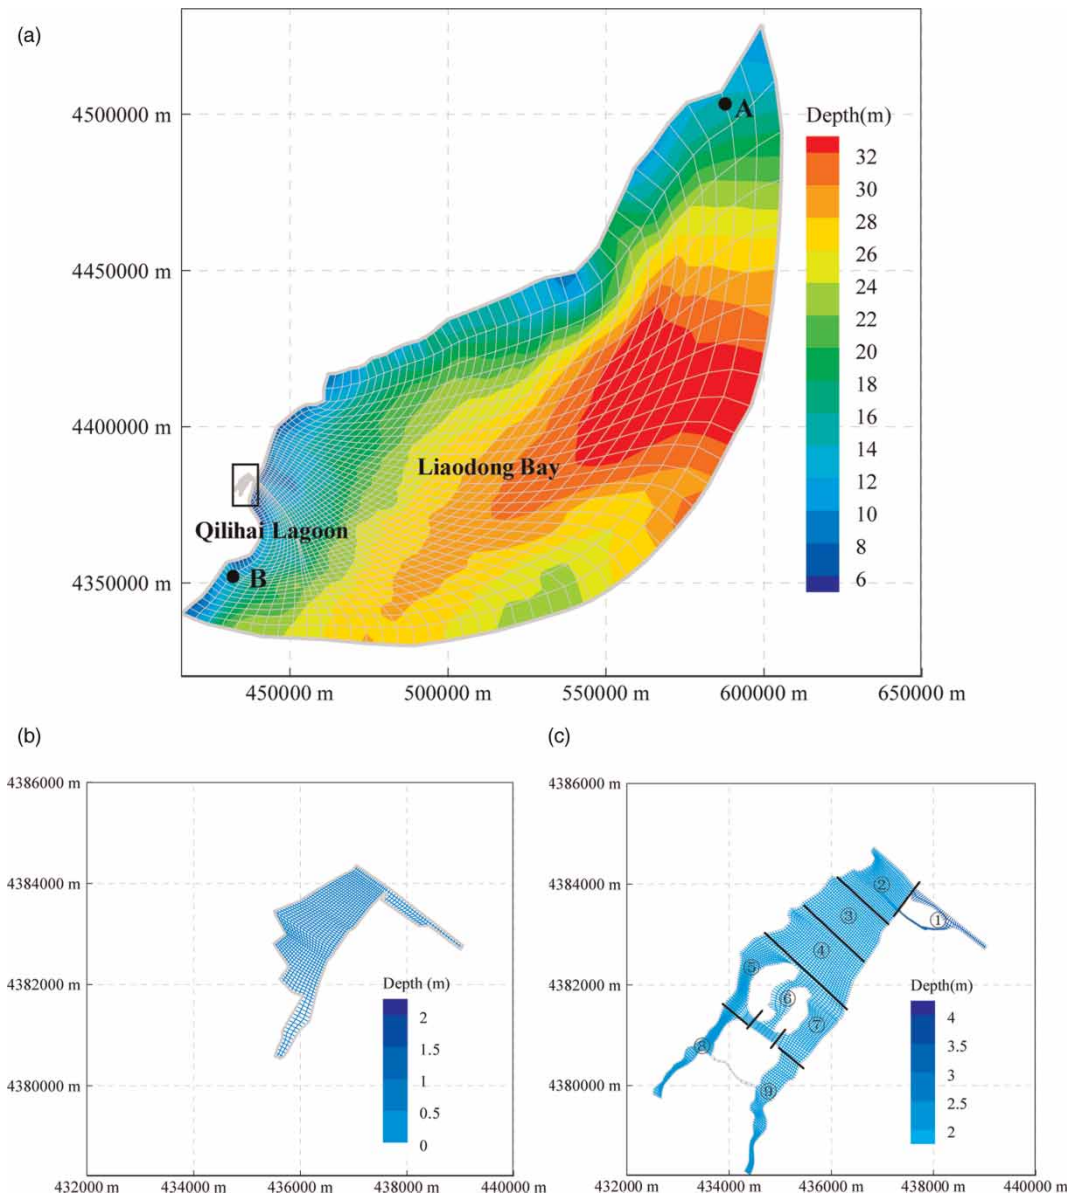 (a)
4500000 m
4450000 m
4400000 m
4350000 m
A
Liaodong Bay
Qilihai Lagoon
B
Depth(m)
32
30
28
26
24
22
20
18
16
14
12
10
8
6
450000 m
500000 m
550000 m
600000 m
650000 m
(b)
4386000 m
4384000 m
4382000 m
4380000 m
Depth (m)
2
1.5
1
0.5
0
432000 m
434000 m
436000 m
438000 m
440000 m
(c)
4386000 m
4384000 m
4382000 m
4380000 m
②
①
③
④
⑤
⑥
⑦
⑧
⑨
Depth(m)
4
3.5
3
2.5
2
432000 m
434000 m
436000 m
438000 m
440000 m